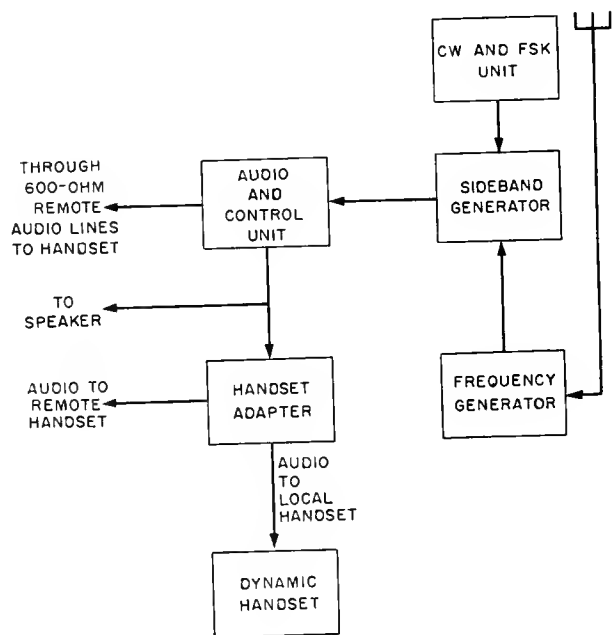 CW AND FSK
UNIT
THROUGH
600-OHM
REMOTE
AUDIO LINES
TO HANDSET
AUDIO
AND
CONTROL
UNIT
SIDEBAND
GENERATOR
TO
SPEAKER
AUDIO TO
REMOTE
HANDSET
HANDSET
ADAPTER
FREQUENCY
GENERATOR
AUDIO
TO
LOCAL
HANDSET
DYNAMIC
HANDSET